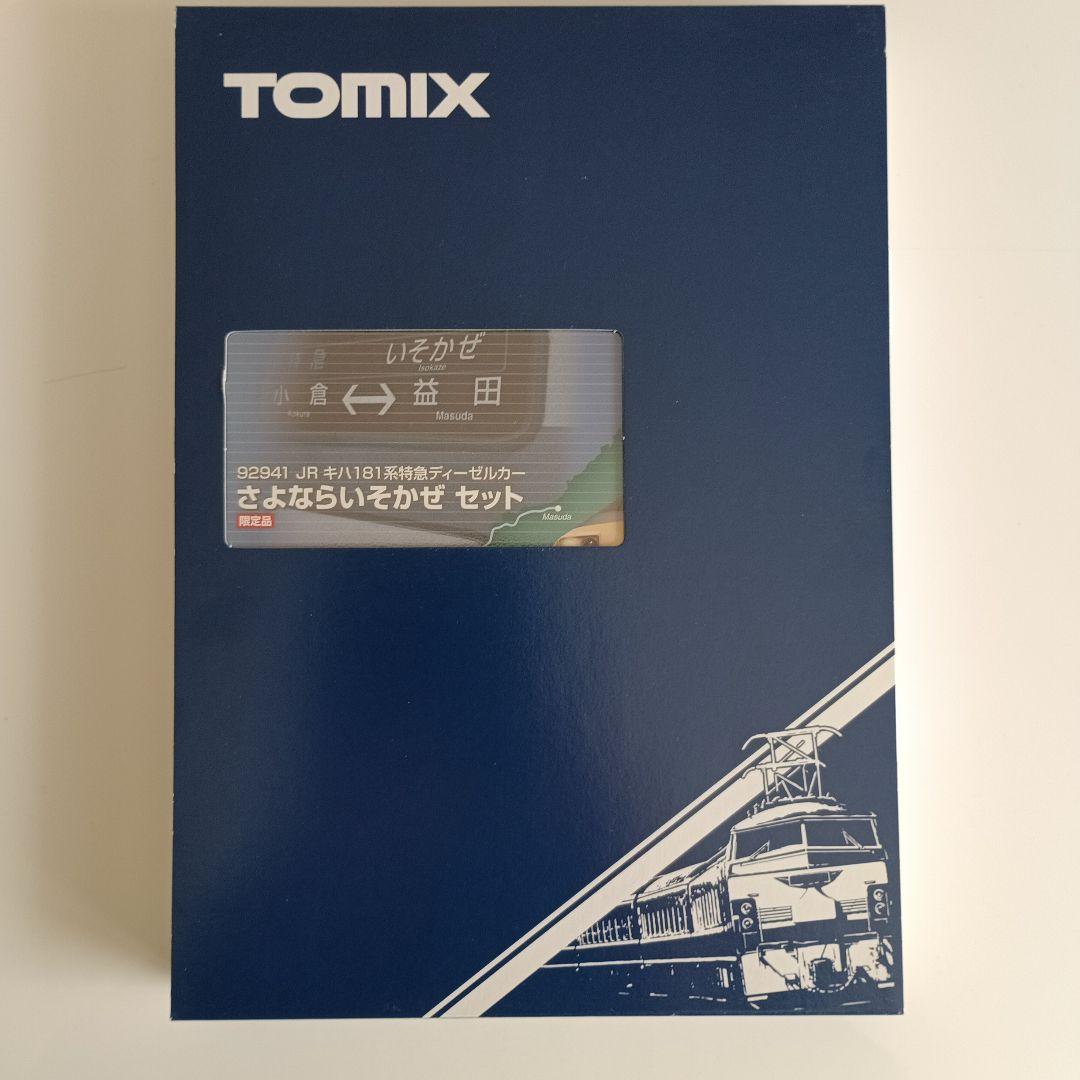 TOMIX
特急 いそかぜ
Isokaze
小倉 ↔ 益田
Kokura Masuda
92941 JR キハ181系特急ディーゼルカー
さよならいそかぜ セット
限定品
Masuda